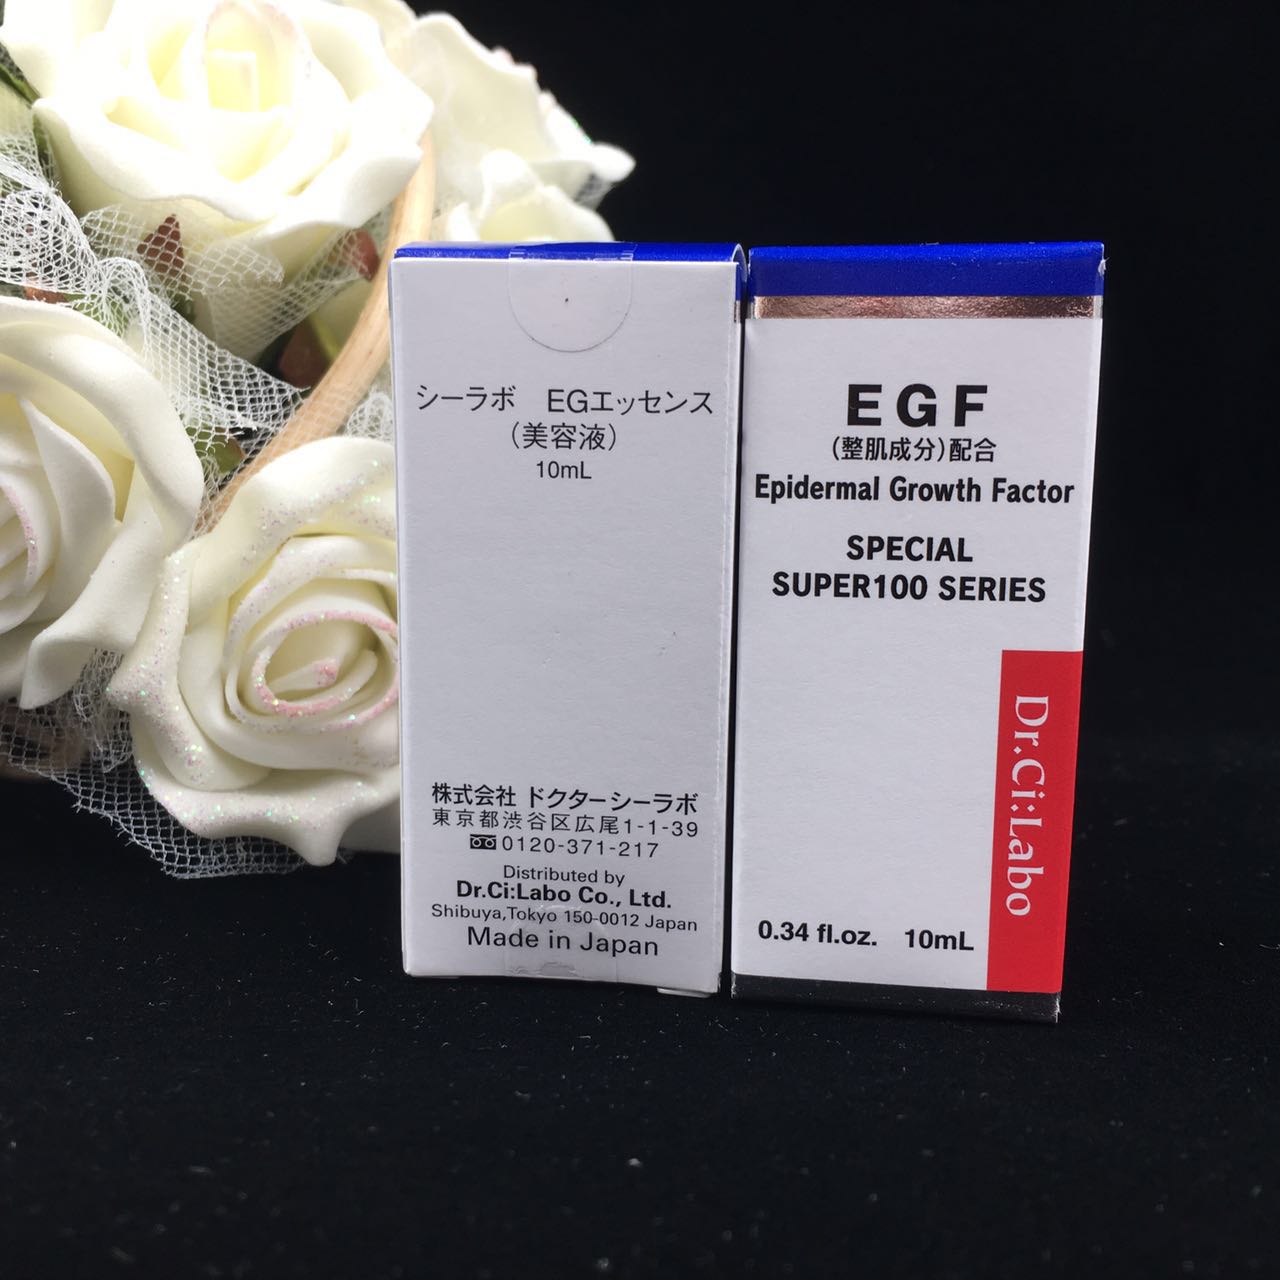 シーラボ EGエッセンス
（美容液）
10mL
株式会社 ドクターシーラボ
東京都渋谷区広尾1-1-39
0120-371-217
Distributed by
Dr.Ci:Labo Co., Ltd.
Shibuya,Tokyo 150-0012 Japan
Made in Japan
EGF
（整肌成分）配合
Epidermal Growth Factor
SPECIAL
SUPER100 SERIES
Dr.Ci:Labo
0.34 fl.oz. 10mL